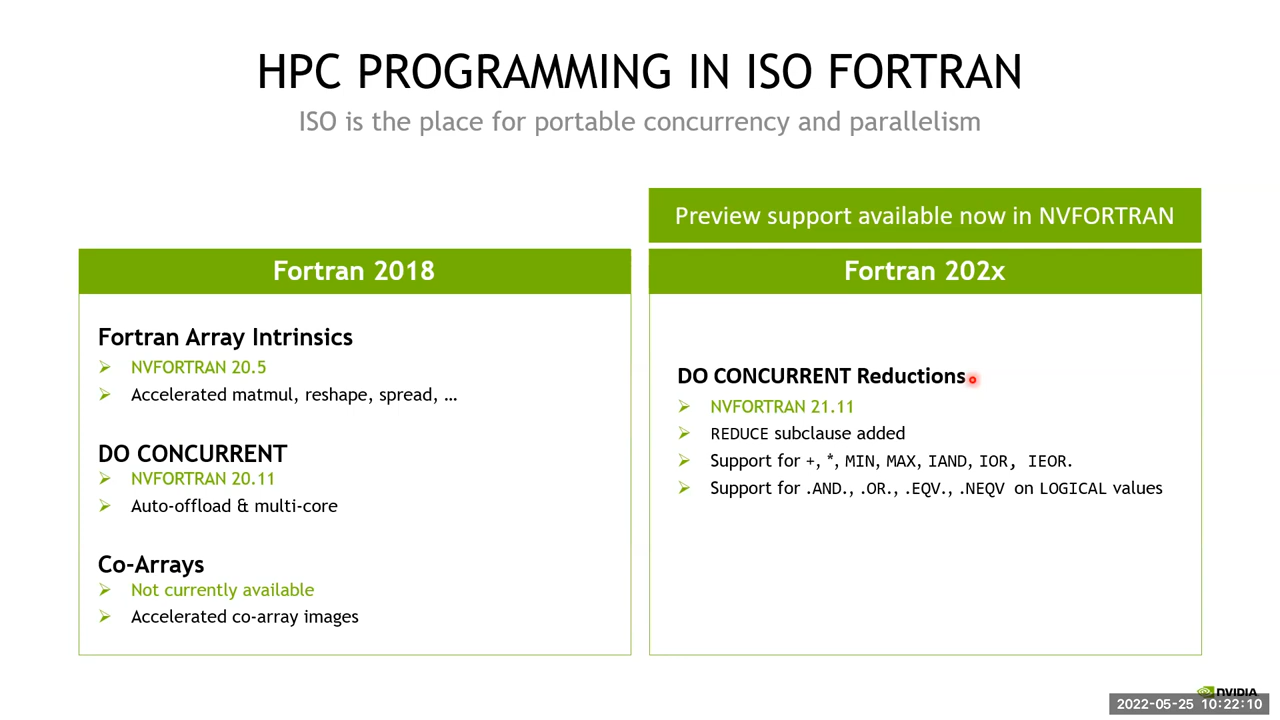 HPC PROGRAMMING IN ISO FORTRAN
ISO is the place for portable concurrency and parallelism
Preview support available now in NVFORTRAN
Fortran 2018
Fortran Array Intrinsics
NVFORTRAN 20.5
Accelerated matmul, reshape, spread, …
DO CONCURRENT
NVFORTRAN 20.11
Auto-offload & multi-core
Co-Arrays
Not currently available
Accelerated co-array images
Fortran 202x
DO CONCURRENT Reductions
NVFORTRAN 21.11
REDUCE subclause added
Support for +, *, MIN, MAX, IAND, IOR, IEOR.
Support for .AND., .OR., .EQV., .NEQV on LOGICAL values
NVIDIA
2022-05-25 10:22:10